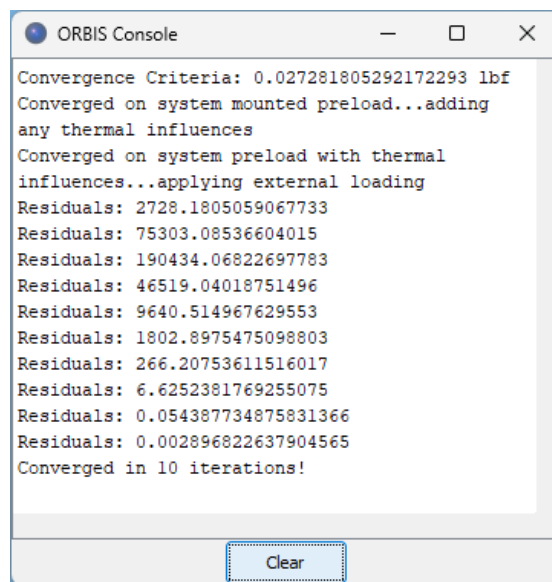 ORBIS Console
Convergence Criteria: 0.027281805292172293 lbf
Converged on system mounted preload...adding
any thermal influences
Converged on system preload with thermal
influences...applying external loading
Residuals: 2728.1805059067733
Residuals: 75303.08536604015
Residuals: 190434.06822697783
Residuals: 46519.04018751496
Residuals: 9640.514967629553
Residuals: 1802.8975475098803
Residuals: 266.20753611516017
Residuals: 6.6252381769255075
Residuals: 0.054387734875831366
Residuals: 0.002896822637904565
Converged in 10 iterations!
Clear